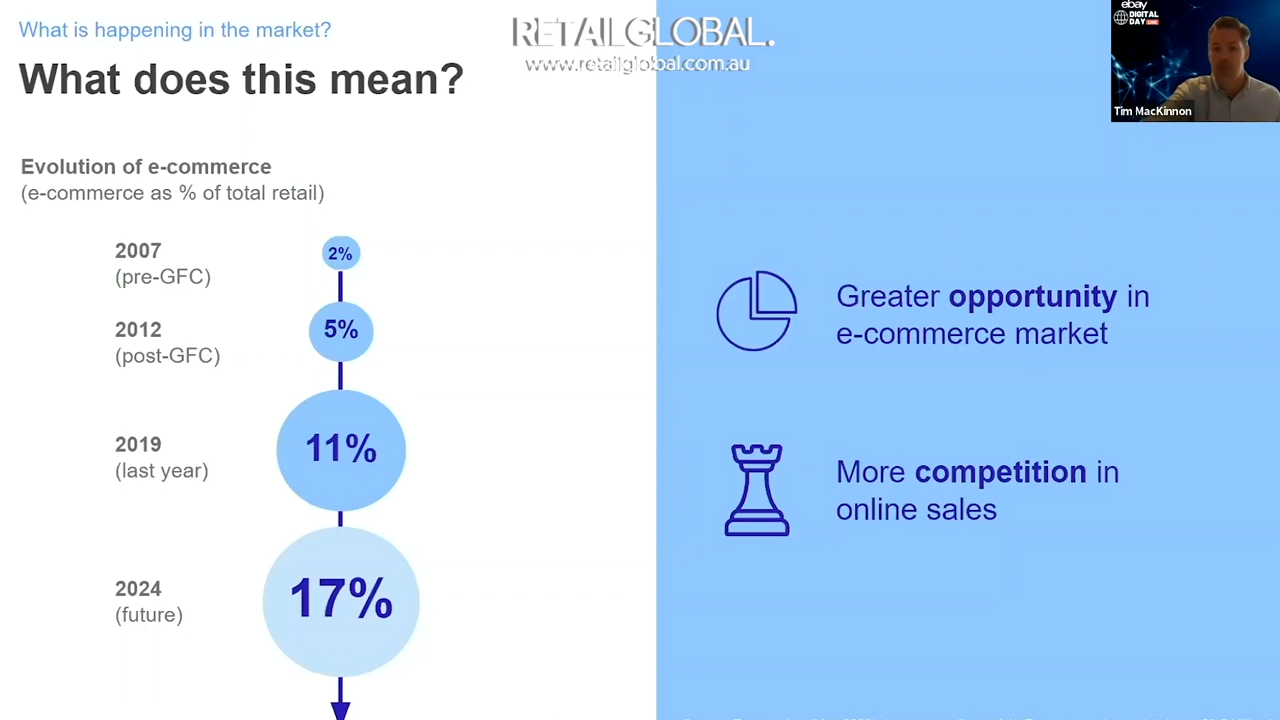 What is happening in the market?
What does this mean?
RETAILGLOBAL.
www.retailglobal.com.au
ebay
DIGITAL
DAY LIVE
Tim MacKinnon
Evolution of e-commerce
(e-commerce as % of total retail)
2007
(pre-GFC)
2%
2012
(post-GFC)
5%
2019
(last year)
11%
2024
(future)
17%
Greater opportunity in
e-commerce market
More competition in
online sales